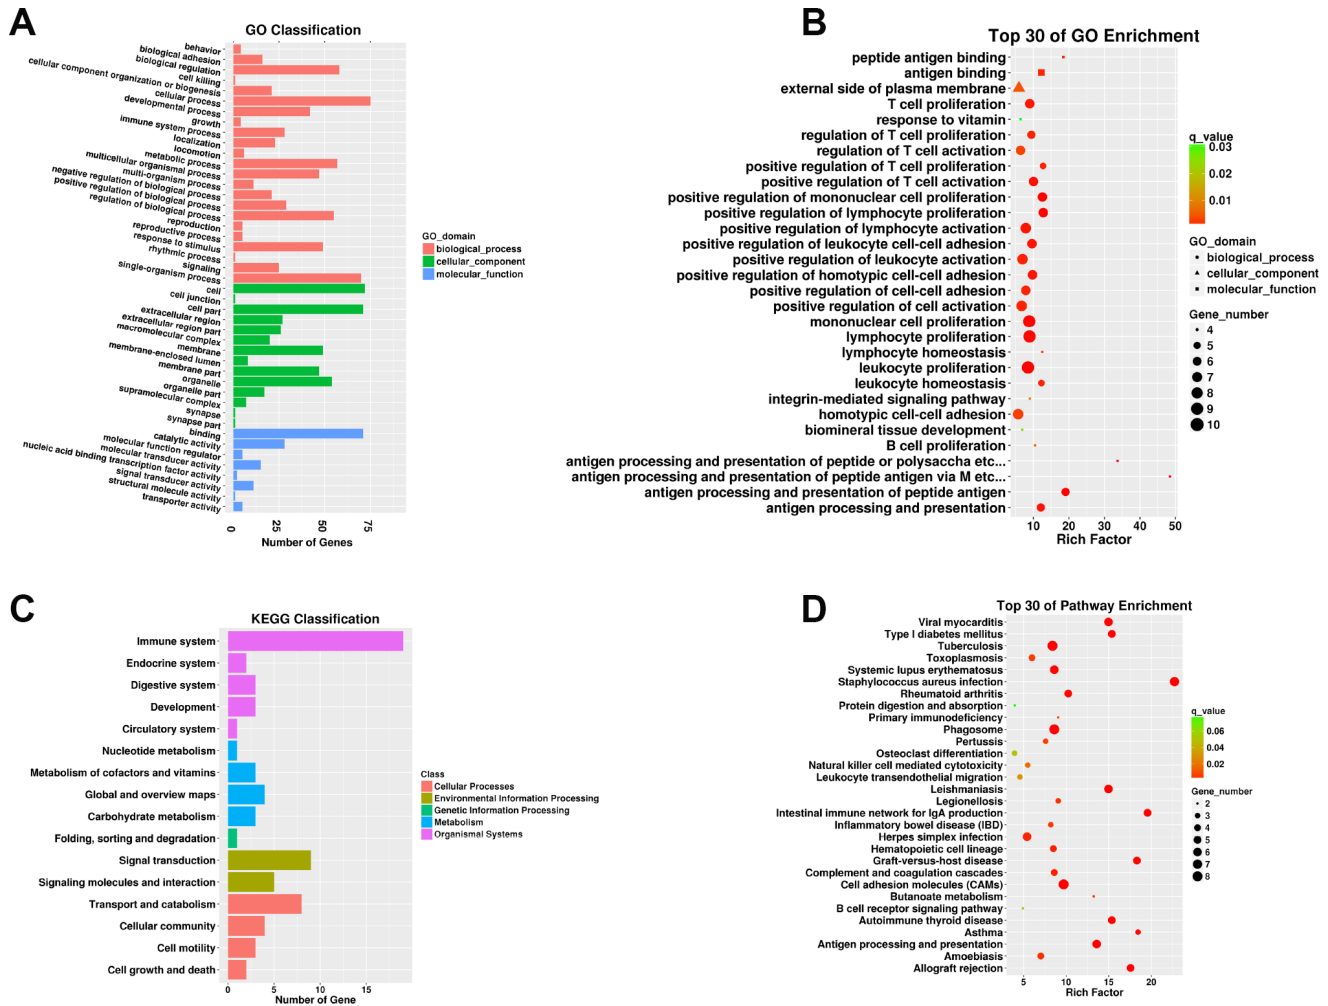 A
GO Classification
behavior
biological adhesion
biological regulation
cell killing
cellular component organization or biogenesis
cellular process
developmental process
growth
immune system process
localization
locomotion
metabolic process
multicellular organismal process
multi-organism process
negative regulation of biological process
positive regulation of biological process
regulation of biological process
reproduction
reproductive process
response to stimulus
rhythmic process
signaling
single-organism process
cell
cell junction
cell part
extracellular region
extracellular region part
macromolecular complex
membrane
membrane-enclosed lumen
membrane part
organelle
organelle part
supramolecular complex
synapse
synapse part
binding
catalytic activity
molecular function regulator
molecular transducer activity
nucleic acid binding transcription factor activity
signal transducer activity
structural molecule activity
transporter activity
0 25 50 75
Number of Genes
GO_domain
biological_process
cellular_component
molecular_function
B
Top 30 of GO Enrichment
peptide antigen binding
antigen binding
external side of plasma membrane
T cell proliferation
response to vitamin
regulation of T cell proliferation
regulation of T cell activation
positive regulation of T cell proliferation
positive regulation of T cell activation
positive regulation of mononuclear cell proliferation
positive regulation of lymphocyte proliferation
positive regulation of lymphocyte activation
positive regulation of leukocyte cell-cell adhesion
positive regulation of leukocyte activation
positive regulation of homotypic cell-cell adhesion
positive regulation of cell-cell adhesion
positive regulation of cell activation
mononuclear cell proliferation
lymphocyte proliferation
lymphocyte homeostasis
leukocyte proliferation
leukocyte homeostasis
integrin-mediated signaling pathway
homotypic cell-cell adhesion
biomineral tissue development
B cell proliferation
antigen processing and presentation of peptide or polysaccha etc...
antigen processing and presentation of peptide antigen via M etc...
antigen processing and presentation of peptide antigen
antigen processing and presentation
10 20 30 40 50
Rich Factor
q_value
0.03
0.02
0.01
GO_domain
biological_process
cellular_component
molecular_function
Gene_number
4
5
6
7
8
9
10
C
KEGG Classification
Immune system
Endocrine system
Digestive system
Development
Circulatory system
Nucleotide metabolism
Metabolism of cofactors and vitamins
Global and overview maps
Carbohydrate metabolism
Folding, sorting and degradation
Signal transduction
Signaling molecules and interaction
Transport and catabolism
Cellular community
Cell motility
Cell growth and death
0 5 10 15
Number of Gene
Class
Cellular Processes
Environmental Information Processing
Genetic Information Processing
Metabolism
Organismal Systems
D
Top 30 of Pathway Enrichment
Viral myocarditis
Type I diabetes mellitus
Tuberculosis
Toxoplasmosis
Systemic lupus erythematosus
Staphylococcus aureus infection
Rheumatoid arthritis
Protein digestion and absorption
Primary immunodeficiency
Phagosome
Pertussis
Osteoclast differentiation
Natural killer cell mediated cytotoxicity
Leukocyte transendothelial migration
Leishmaniasis
Legionellosis
Intestinal immune network for IgA production
Inflammatory bowel disease (IBD)
Herpes simplex infection
Hematopoietic cell lineage
Graft-versus-host disease
Complement and coagulation cascades
Cell adhesion molecules (CAMs)
Butanoate metabolism
B cell receptor signaling pathway
Autoimmune thyroid disease
Asthma
Antigen processing and presentation
Amoebiasis
Allograft rejection
5 10 15 20
Rich Factor
q_value
0.06
0.04
0.02
Gene_number
2
3
4
5
6
7
8